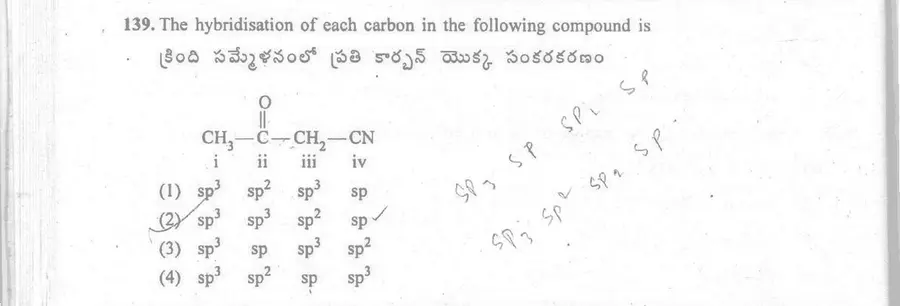 139. The hybridisation of each carbon in the following compound is
క్రింది సమ్మేళనంలో ప్రతి కార్బన్ యొక్క సంకరకరణం
O
CH₃—C—CH₂—CN
i ii iii iv
(1) sp³ sp² sp³ sp
(2) sp³ sp³ sp² sp ✓
(3) sp³ sp sp³ sp²
(4) sp³ sp² sp sp³
SP3 SP SP2 SP
SP3 SP² SP² SP